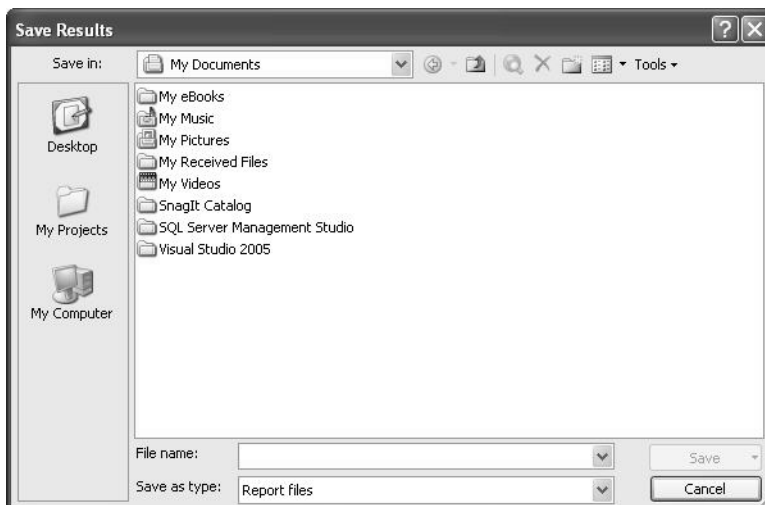 Save Results
Save in: My Documents Tools
My eBooks
My Music
My Pictures
My Received Files
My Videos
SnagIt Catalog
SQL Server Management Studio
Visual Studio 2005
Desktop
My Projects
My Computer
File name: Save
Save as type: Report files Cancel